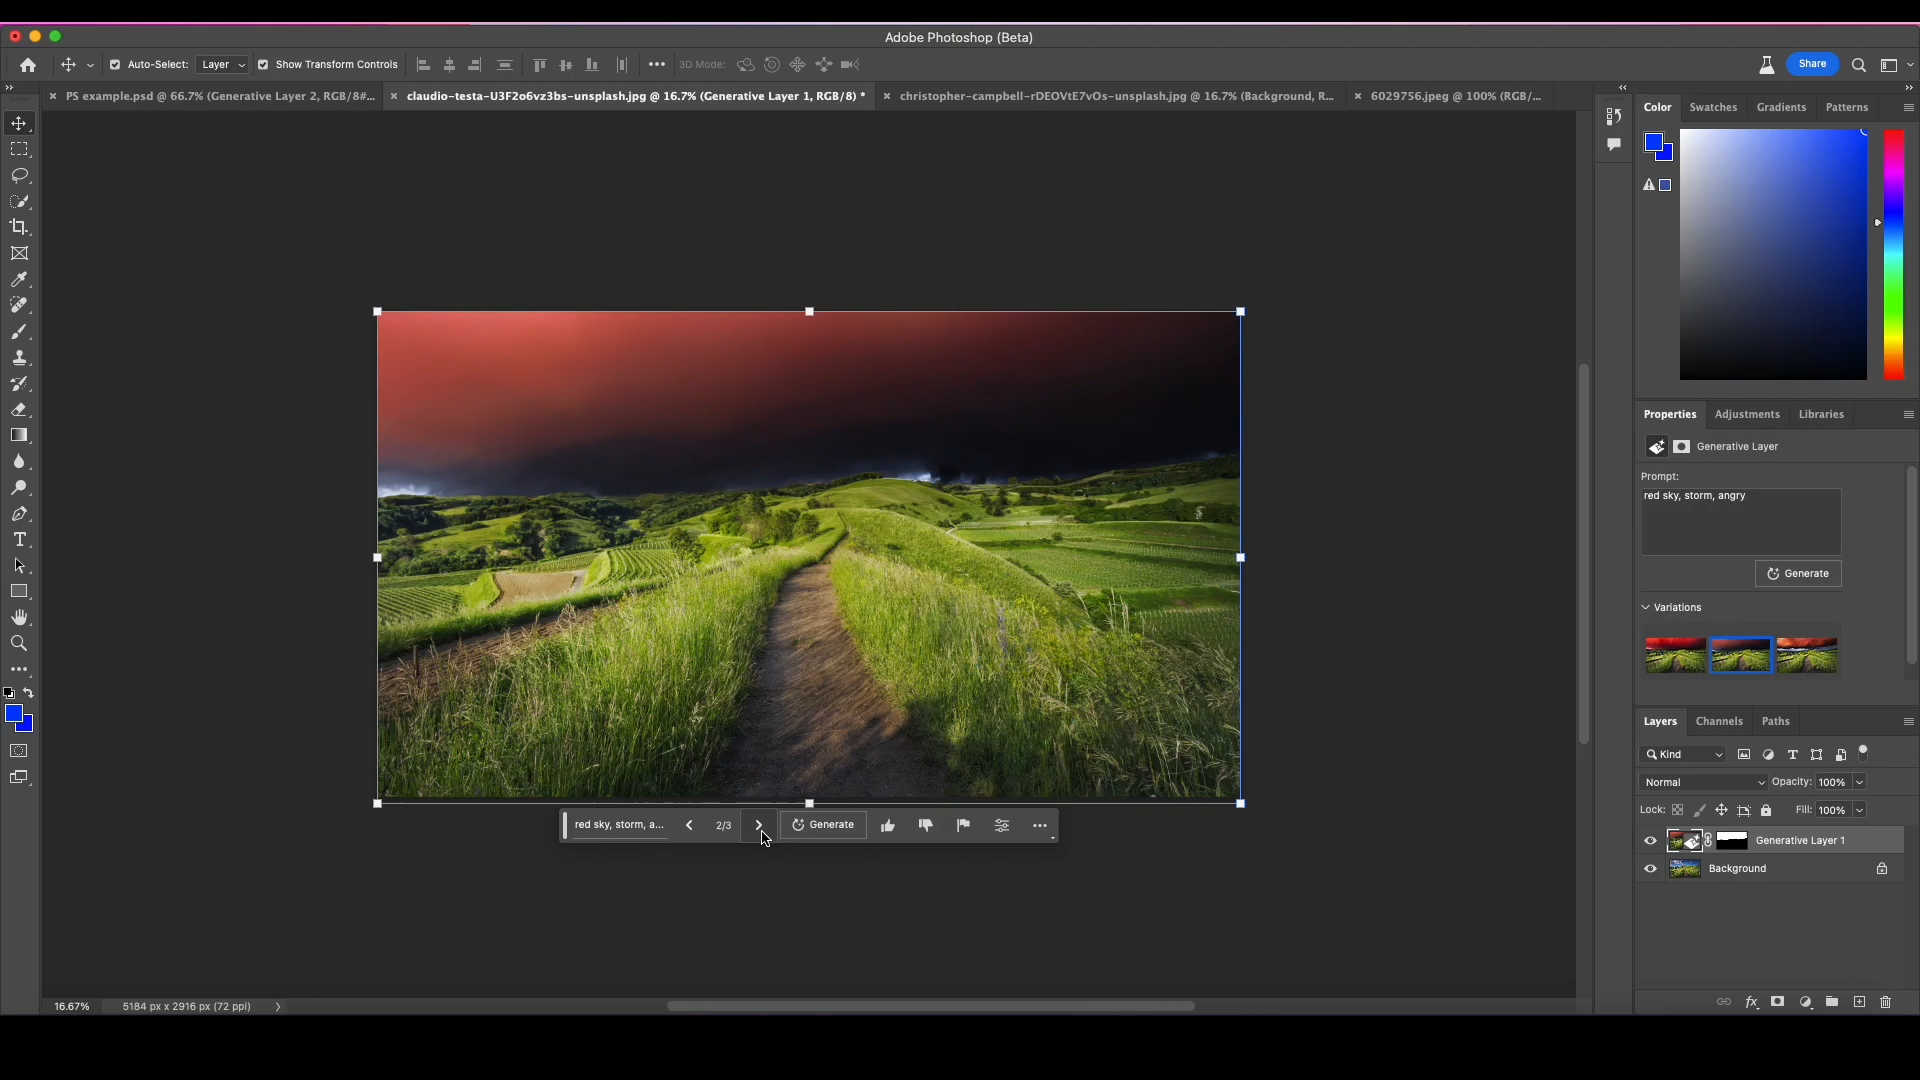 Adobe Photoshop (Beta)
Auto-Select: Layer Show Transform Controls 3D Mode: Share
PS example.psd @ 66.7% (Generative Layer 2, RGB/8#... claudio-testa-U3F2o6vz3bs-unsplash.jpg @ 16.7% (Generative Layer 1, RGB/8) * christopher-campbell-rDEOVtE7vOs-unsplash.jpg @ 16.7% (Background, R... 6029756.jpeg @ 100% (RGB/...
Color Swatches Gradients Patterns
Properties Adjustments Libraries
Generative Layer
Prompt:
red sky, storm, angry
Generate
Variations
Layers Channels Paths
Kind
Normal Opacity: 100%
Lock: Fill: 100%
Generative Layer 1
Background
red sky, storm, a... 2/3 Generate
16.67% 5184 px x 2916 px (72 ppi)